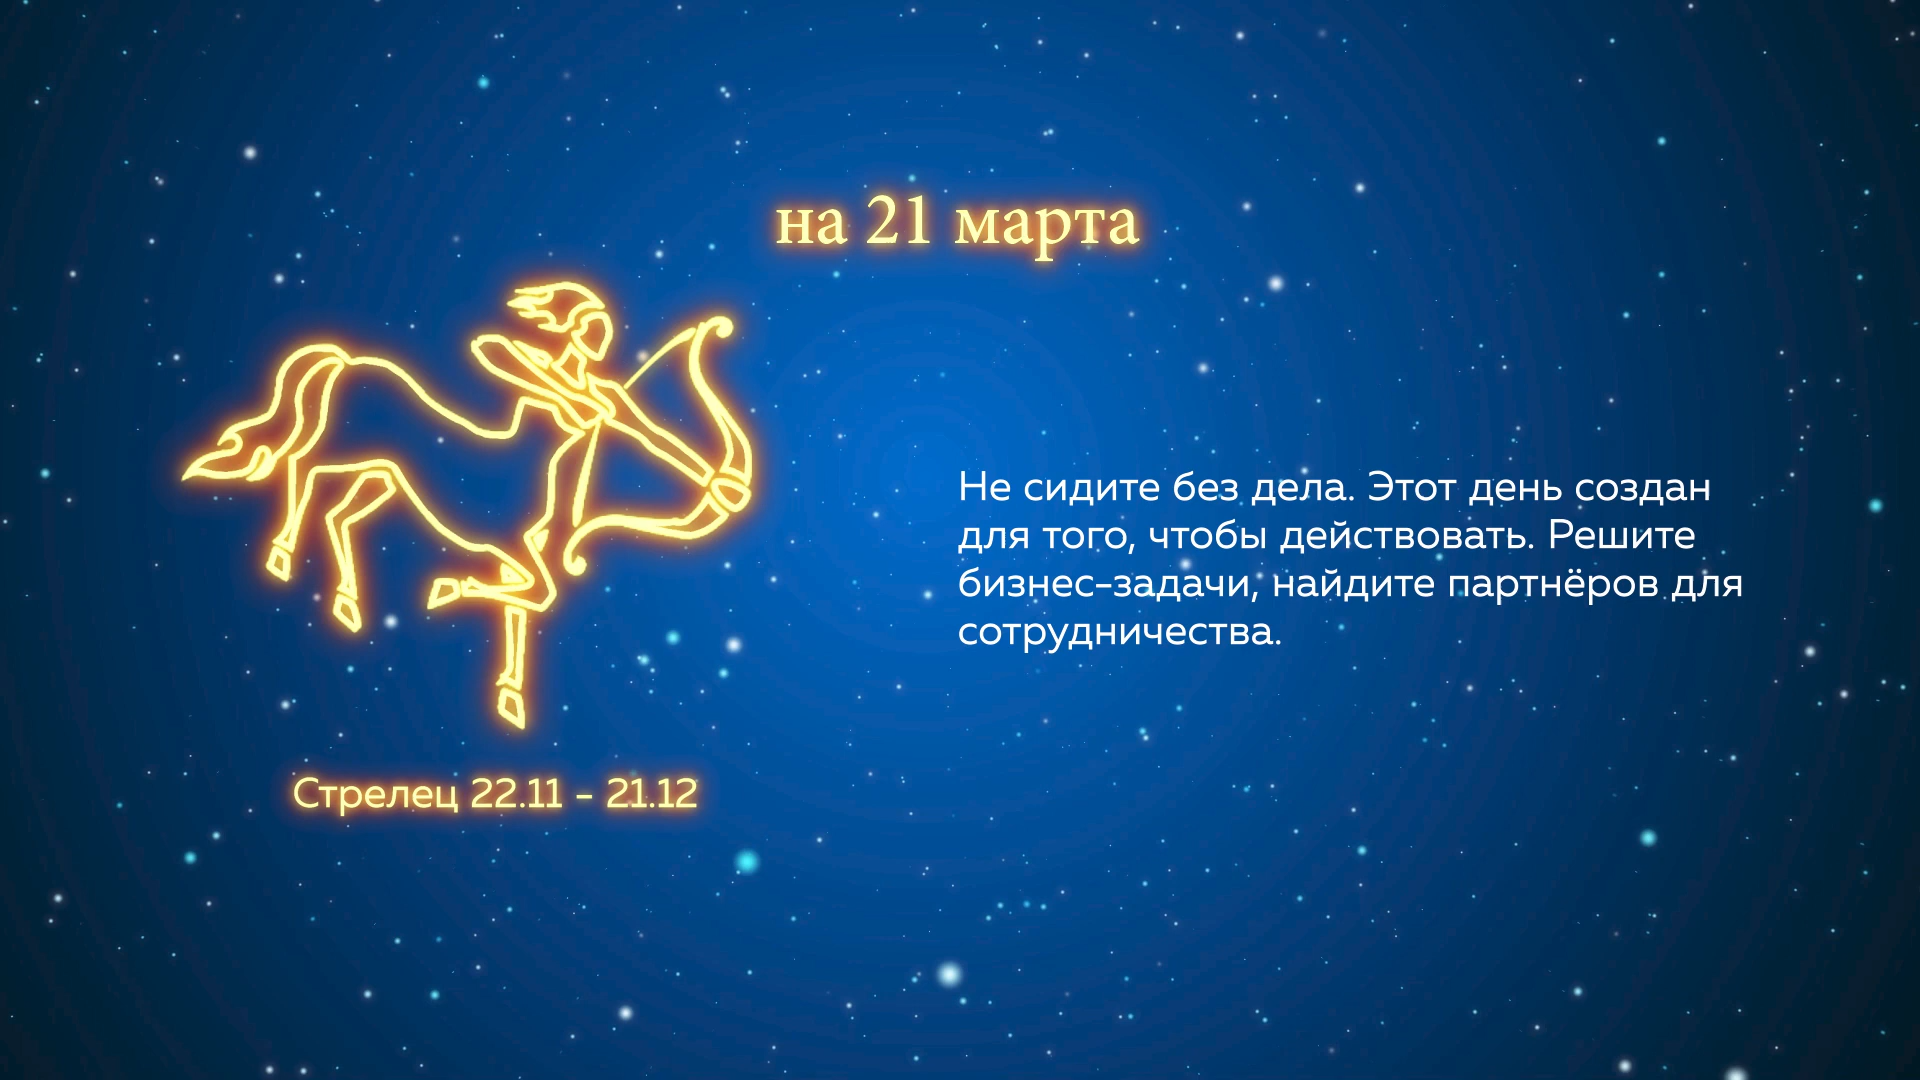 на 21 марта
Не сидите без дела. Этот день создан
для того, чтобы действовать. Решите
бизнес-задачи, найдите партнёров для
сотрудничества.
Стрелец 22.11 - 21.12